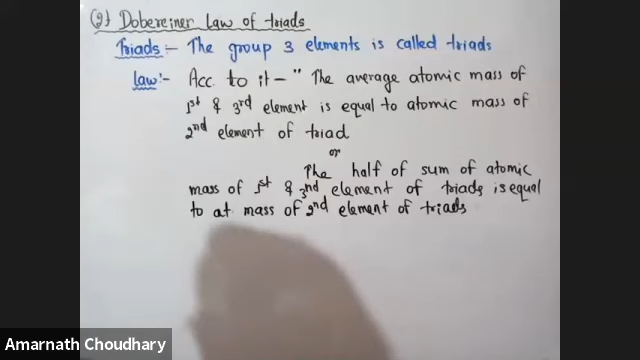 (2) Dobereiner Law of triads
Triads:- The group 3 elements is called triads
Law:- Acc. to it - "The average atomic mass of
1st & 3rd element is equal to atomic mass of
2nd element of triad
or
The half of sum of atomic
mass of 1st & 3nd element of triads is equal
to at mass of 2nd element of triads
Amarnath Choudhary